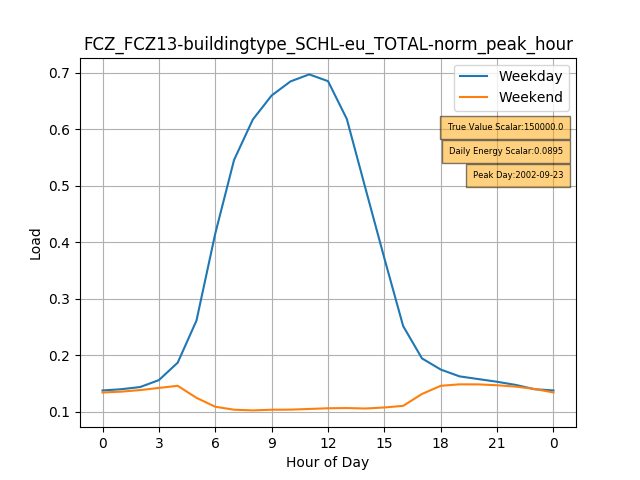 FCZ_FCZ13-buildingtype_SCHL-eu_TOTAL-norm_peak_hour
Weekday
Weekend
True Value Scalar:150000.0
Daily Energy Scalar:0.0895
Peak Day:2002-09-23
Load
0.7
0.6
0.5
0.4
0.3
0.2
0.1
0 3 6 9 12 15 18 21 0
Hour of Day